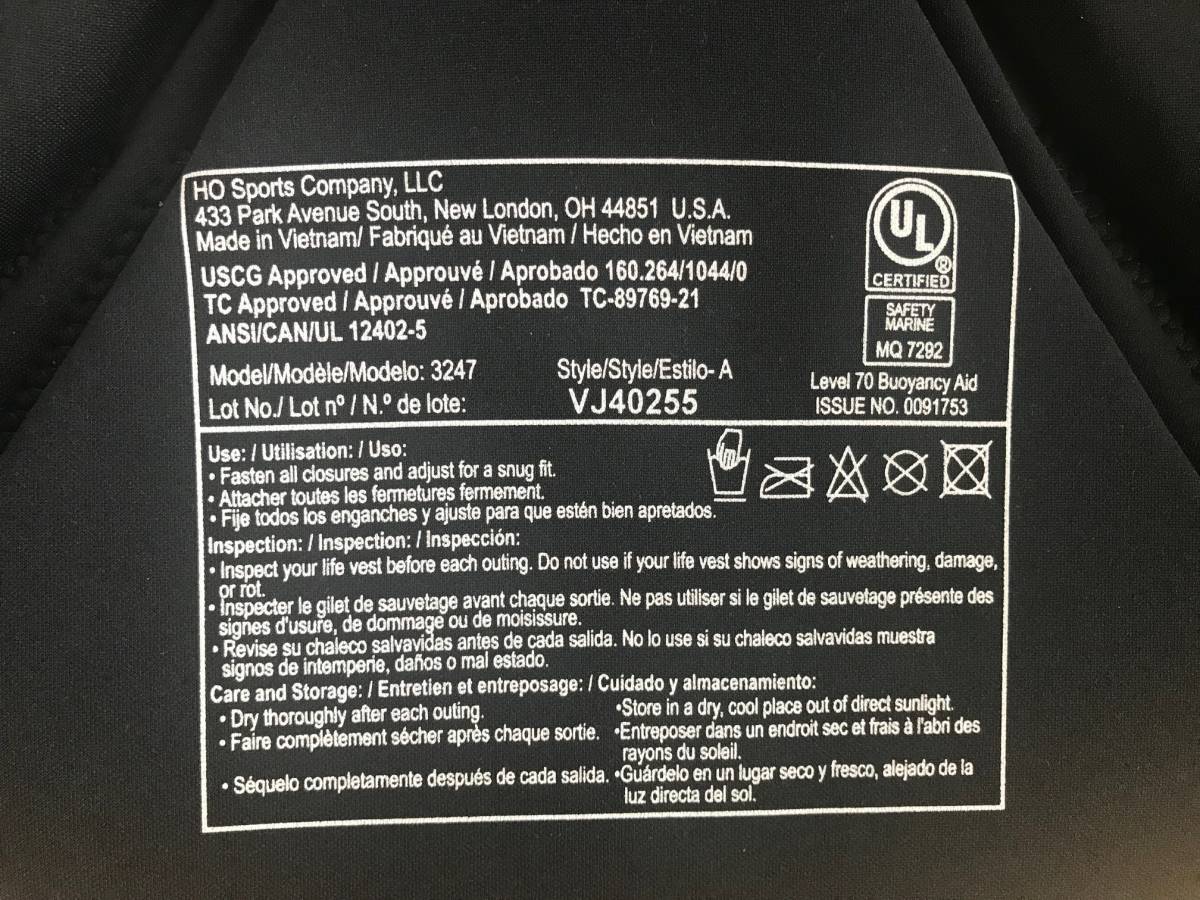 HO Sports Company, LLC
433 Park Avenue South, New London, OH 44851 U.S.A.
Made in Vietnam/ Fabriqué au Vietnam / Hecho en Vietnam
USCG Approved / Approuvé / Aprobado 160.264/1044/0
TC Approved / Approuvé / Aprobado TC-89769-21
ANSI/CAN/UL 12402-5
UL
®
CERTIFIED
SAFETY
MARINE
MQ 7292
Model/Modèle/Modelo: 3247
Style/Style/Estilo- A
Level 70 Buoyancy Aid
Lot No./ Lot nº / N.º de lote:
VJ40255
ISSUE NO. 0091753
Use: / Utilisation: / Uso:
• Fasten all closures and adjust for a snug fit.
• Attacher toutes les fermetures fermement.
• Fije todos los enganches y ajuste para que estén bien apretados.
Inspection: / Inspection: / Inspección:
• Inspect your life vest before each outing. Do not use if your life vest shows signs of weathering, damage,
or rot.
• Inspecter le gilet de sauvetage avant chaque sortie. Ne pas utiliser si le gilet de sauvetage présente des
signes d'usure, de dommage ou de moisissure.
• Revise su chaleco salvavidas antes de cada salida. No lo use si su chaleco salvavidas muestra
signos de intemperie, daños o mal estado.
Care and Storage: / Entretien et entreposage: / Cuidado y almacenamiento:
• Dry thoroughly after each outing.
• Faire complètement sécher après chaque sortie.
• Séquelo completamente después de cada salida.
•Store in a dry, cool place out of direct sunlight.
•Entreposer dans un endroit sec et frais à l'abri des
rayons du soleil.
•Guárdelo en un lugar seco y fresco, alejado de la
luz directa del sol.